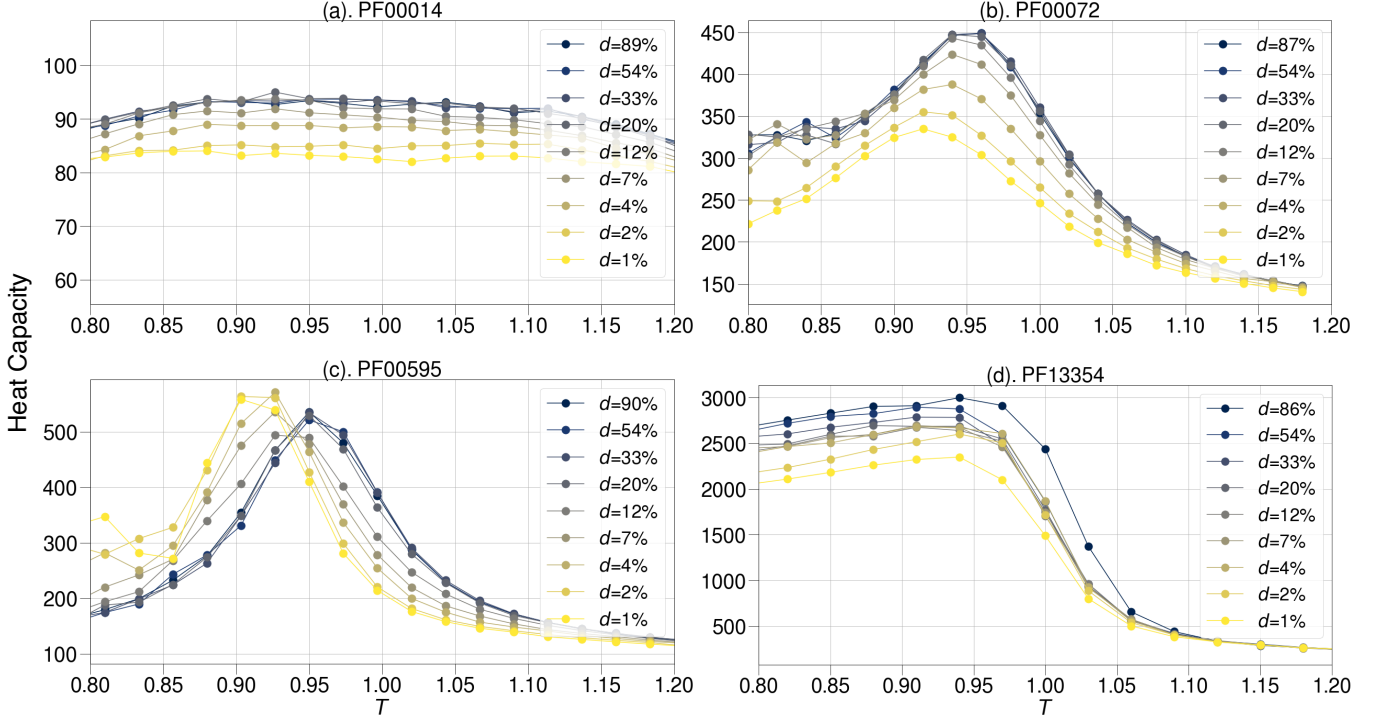 (a). PF00014
100
90
80
70
60
0.80 0.85 0.90 0.95 1.00 1.05 1.10 1.15 1.20
d=89%
d=54%
d=33%
d=20%
d=12%
d=7%
d=4%
d=2%
d=1%
(b). PF00072
450
400
350
300
250
200
150
0.80 0.85 0.90 0.95 1.00 1.05 1.10 1.15 1.20
d=87%
d=54%
d=33%
d=20%
d=12%
d=7%
d=4%
d=2%
d=1%
Heat Capacity
(c). PF00595
500
400
300
200
100
0.80 0.85 0.90 0.95 1.00 1.05 1.10 1.15 1.20
T
d=90%
d=54%
d=33%
d=20%
d=12%
d=7%
d=4%
d=2%
d=1%
(d). PF13354
3000
2500
2000
1500
1000
500
0.80 0.85 0.90 0.95 1.00 1.05 1.10 1.15 1.20
T
d=86%
d=54%
d=33%
d=20%
d=12%
d=7%
d=4%
d=2%
d=1%